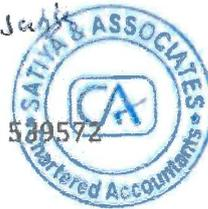 SATIYA & ASSOCIATES
CA
539572
Chartered Accountants